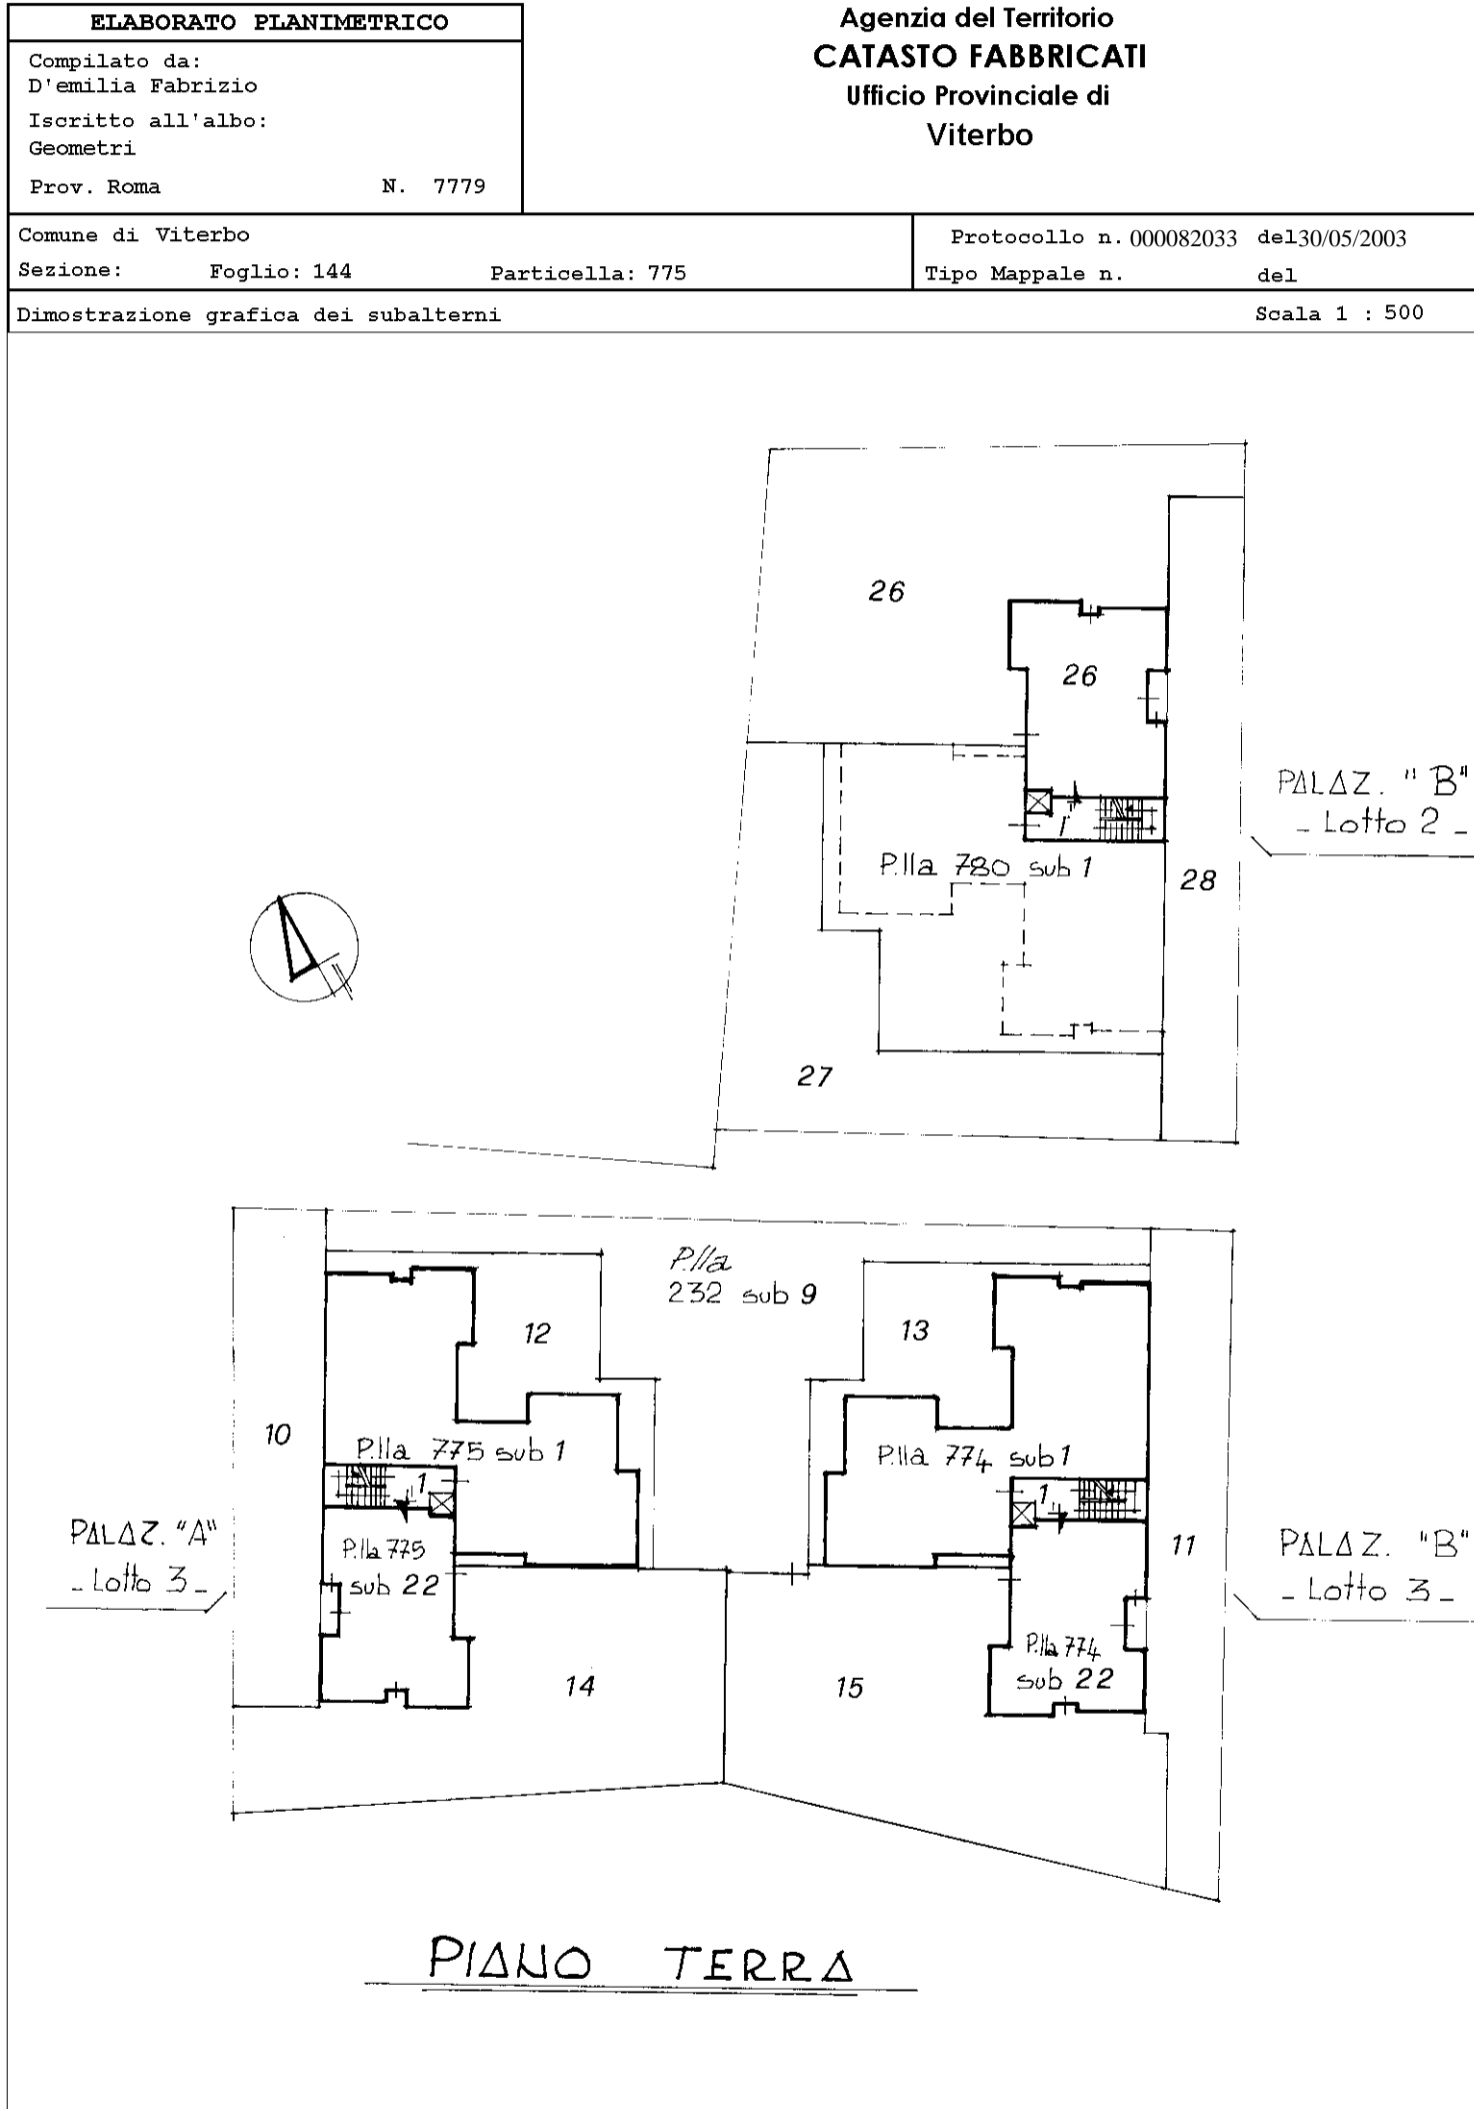 ELABORATO PLANIMETRICO
Compilato da:
D'emilia Fabrizio
Iscritto all'albo:
Geometri
Prov. Roma N. 7779
Agenzia del Territorio
CATASTO FABBRICATI
Ufficio Provinciale di
Viterbo
Comune di Viterbo
Sezione: Foglio: 144 Particella: 775
Protocollo n. 000082033 del 30/05/2003
Tipo Mappale n. del
Dimostrazione grafica dei subalterni
Scala 1 : 500
26
26
PALAZ. "B"
- Lotto 2 -
1
P.lla 780 sub 1
28
27
P.lla
232 sub 9
12
13
10
P.lla 775 sub 1
P.lla 774 sub 1
1
1
PALAZ. "A"
- Lotto 3 -
P.lla 775
sub 22
11
PALAZ. "B"
- Lotto 3 -
P.lla 774
sub 22
14
15
PIANO TERRA